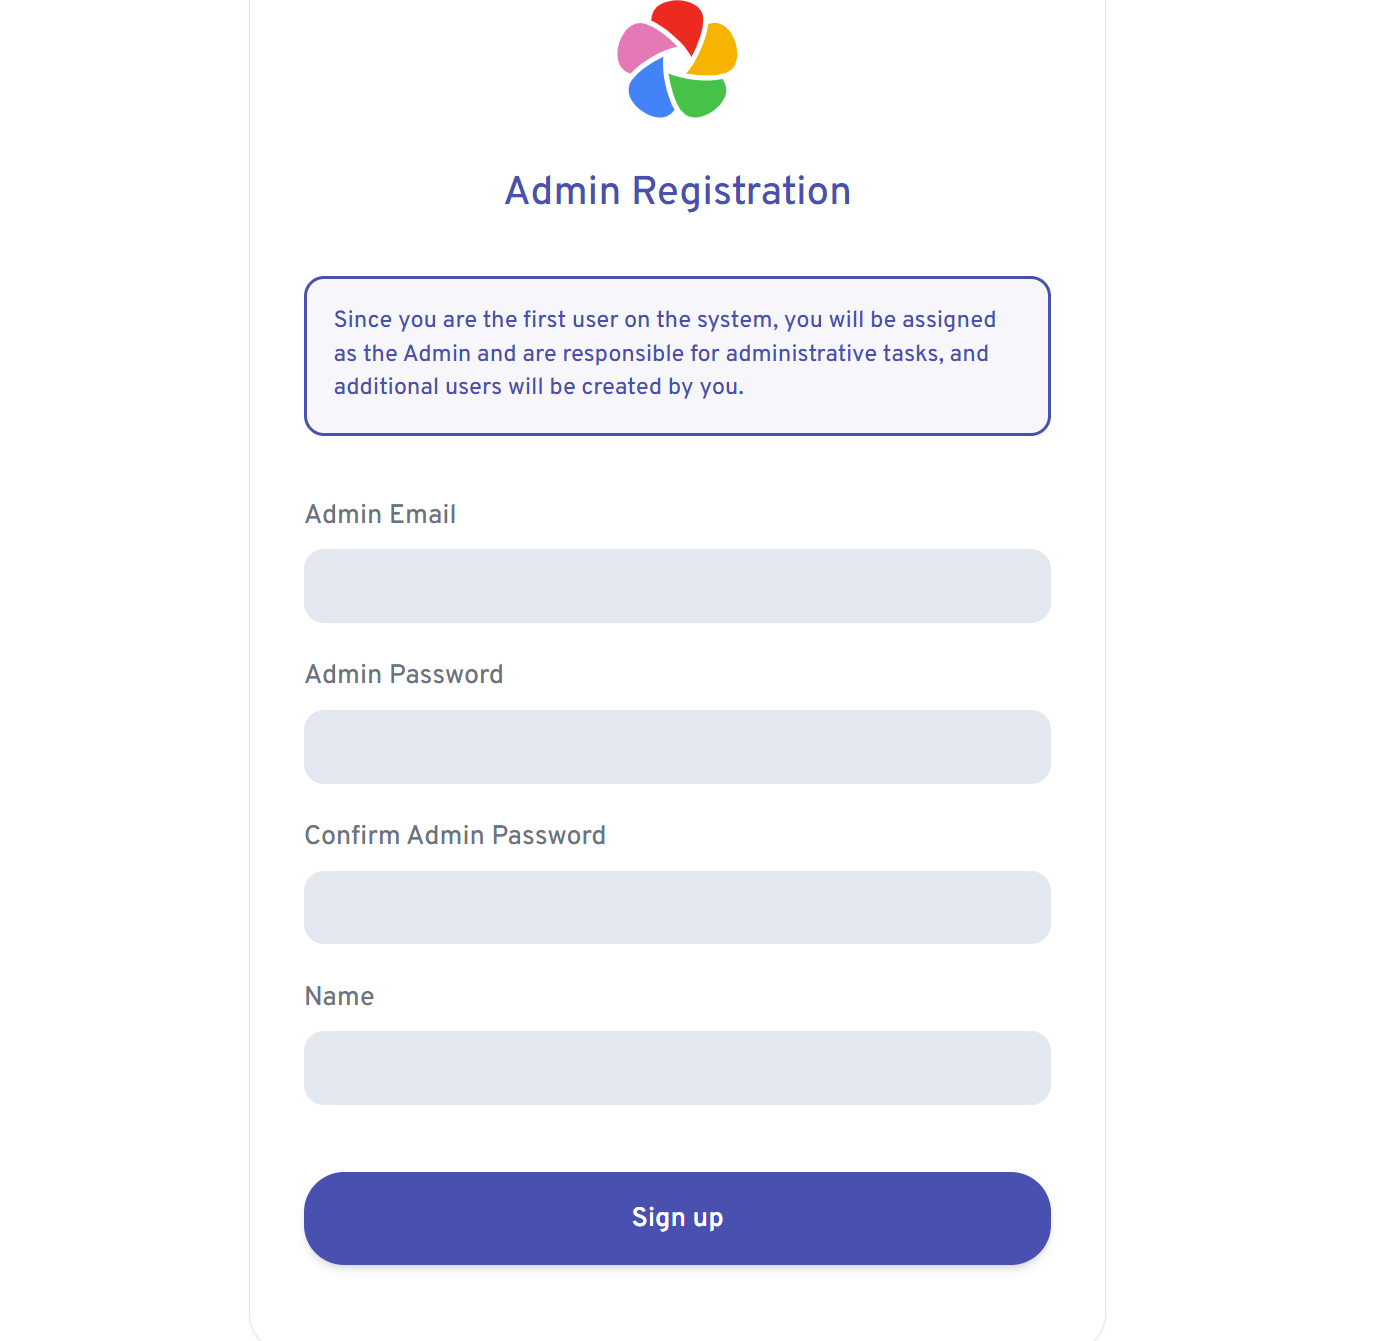 Admin Registration
Since you are the first user on the system, you will be assigned
as the Admin and are responsible for administrative tasks, and
additional users will be created by you.
Admin Email
Admin Password
Confirm Admin Password
Name
Sign up